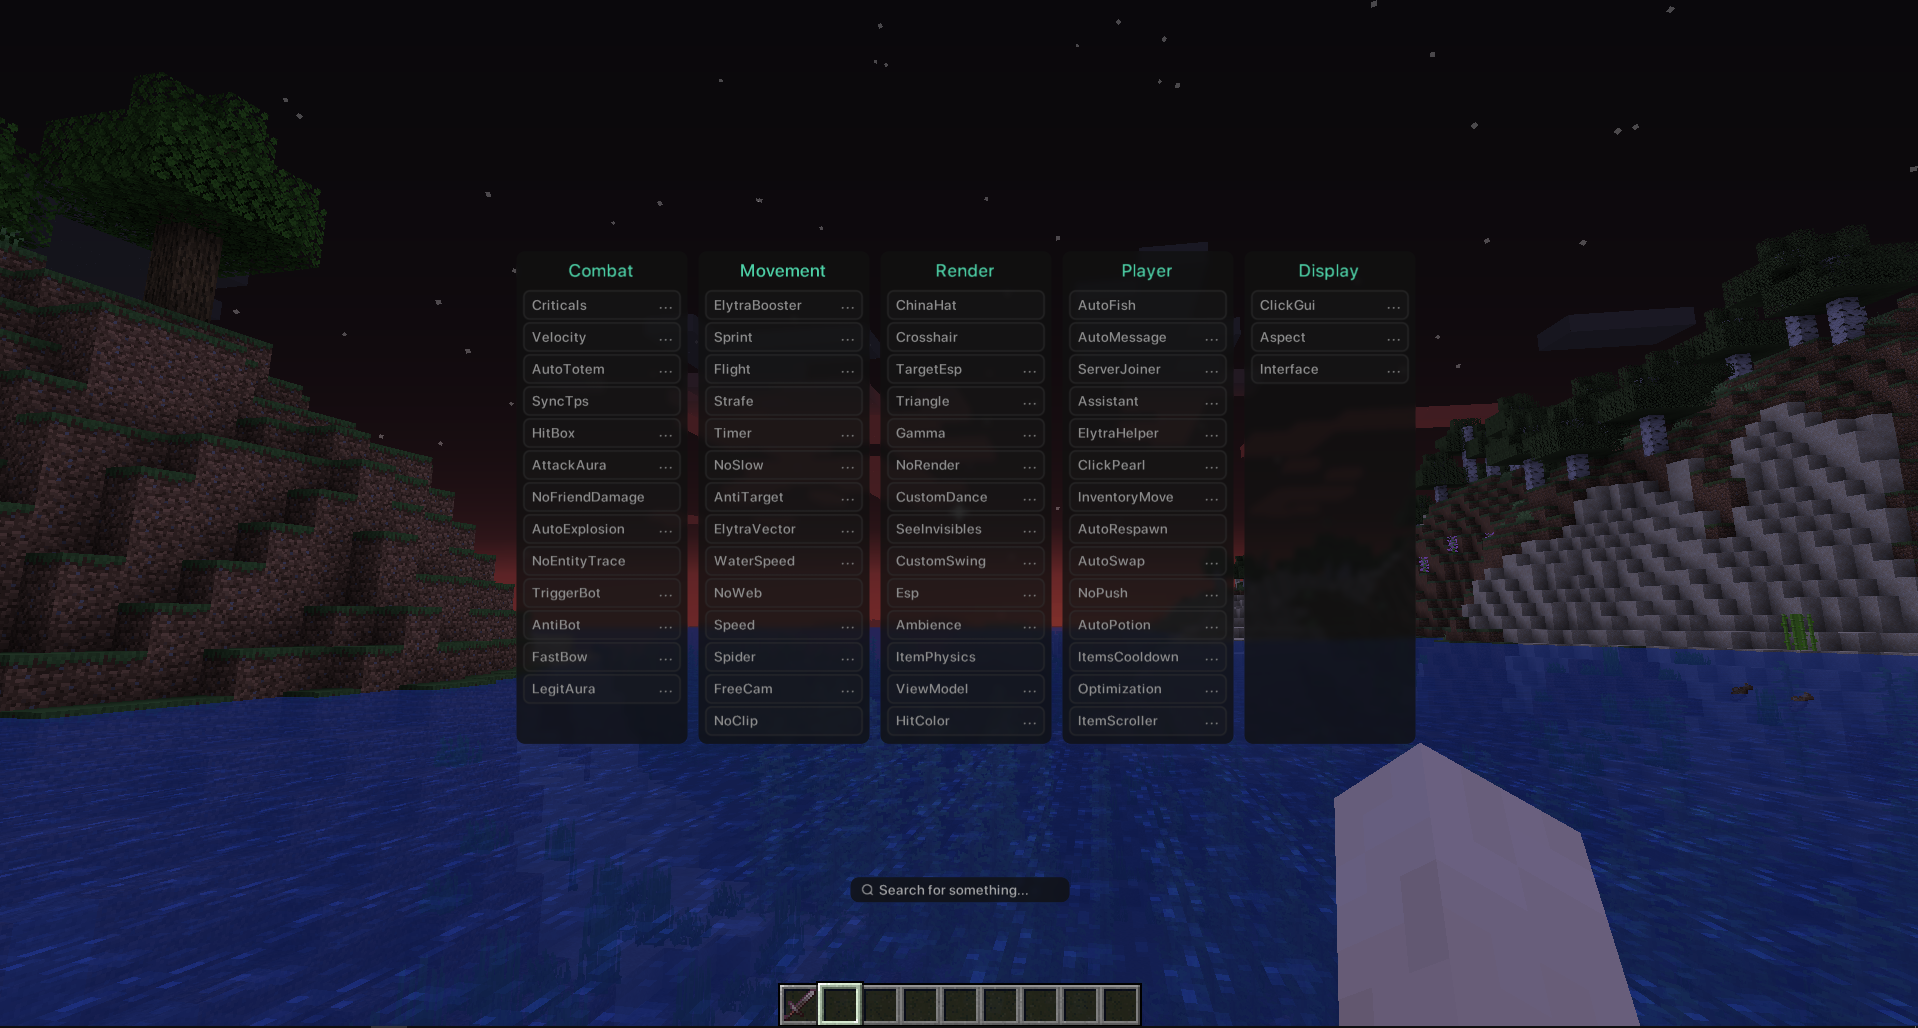 Combat
Criticals ...
Velocity ...
AutoTotem ...
SyncTps
HitBox ...
AttackAura ...
NoFriendDamage
AutoExplosion ...
NoEntityTrace
TriggerBot ...
AntiBot ...
FastBow ...
LegitAura ...
Movement
ElytraBooster ...
Sprint ...
Flight ...
Strafe
Timer ...
NoSlow ...
AntiTarget ...
ElytraVector ...
WaterSpeed ...
NoWeb
Speed ...
Spider ...
FreeCam ...
NoClip
Render
ChinaHat
Crosshair
TargetEsp ...
Triangle ...
Gamma ...
NoRender ...
CustomDance ...
SeeInvisibles ...
CustomSwing ...
Esp ...
Ambience ...
ItemPhysics
ViewModel ...
HitColor ...
Player
AutoFish
AutoMessage ...
ServerJoiner ...
Assistant ...
ElytraHelper ...
ClickPearl ...
InventoryMove ...
AutoRespawn
AutoSwap ...
NoPush ...
AutoPotion ...
ItemsCooldown ...
Optimization ...
ItemScroller ...
Display
ClickGui ...
Aspect ...
Interface ...
Search for something...